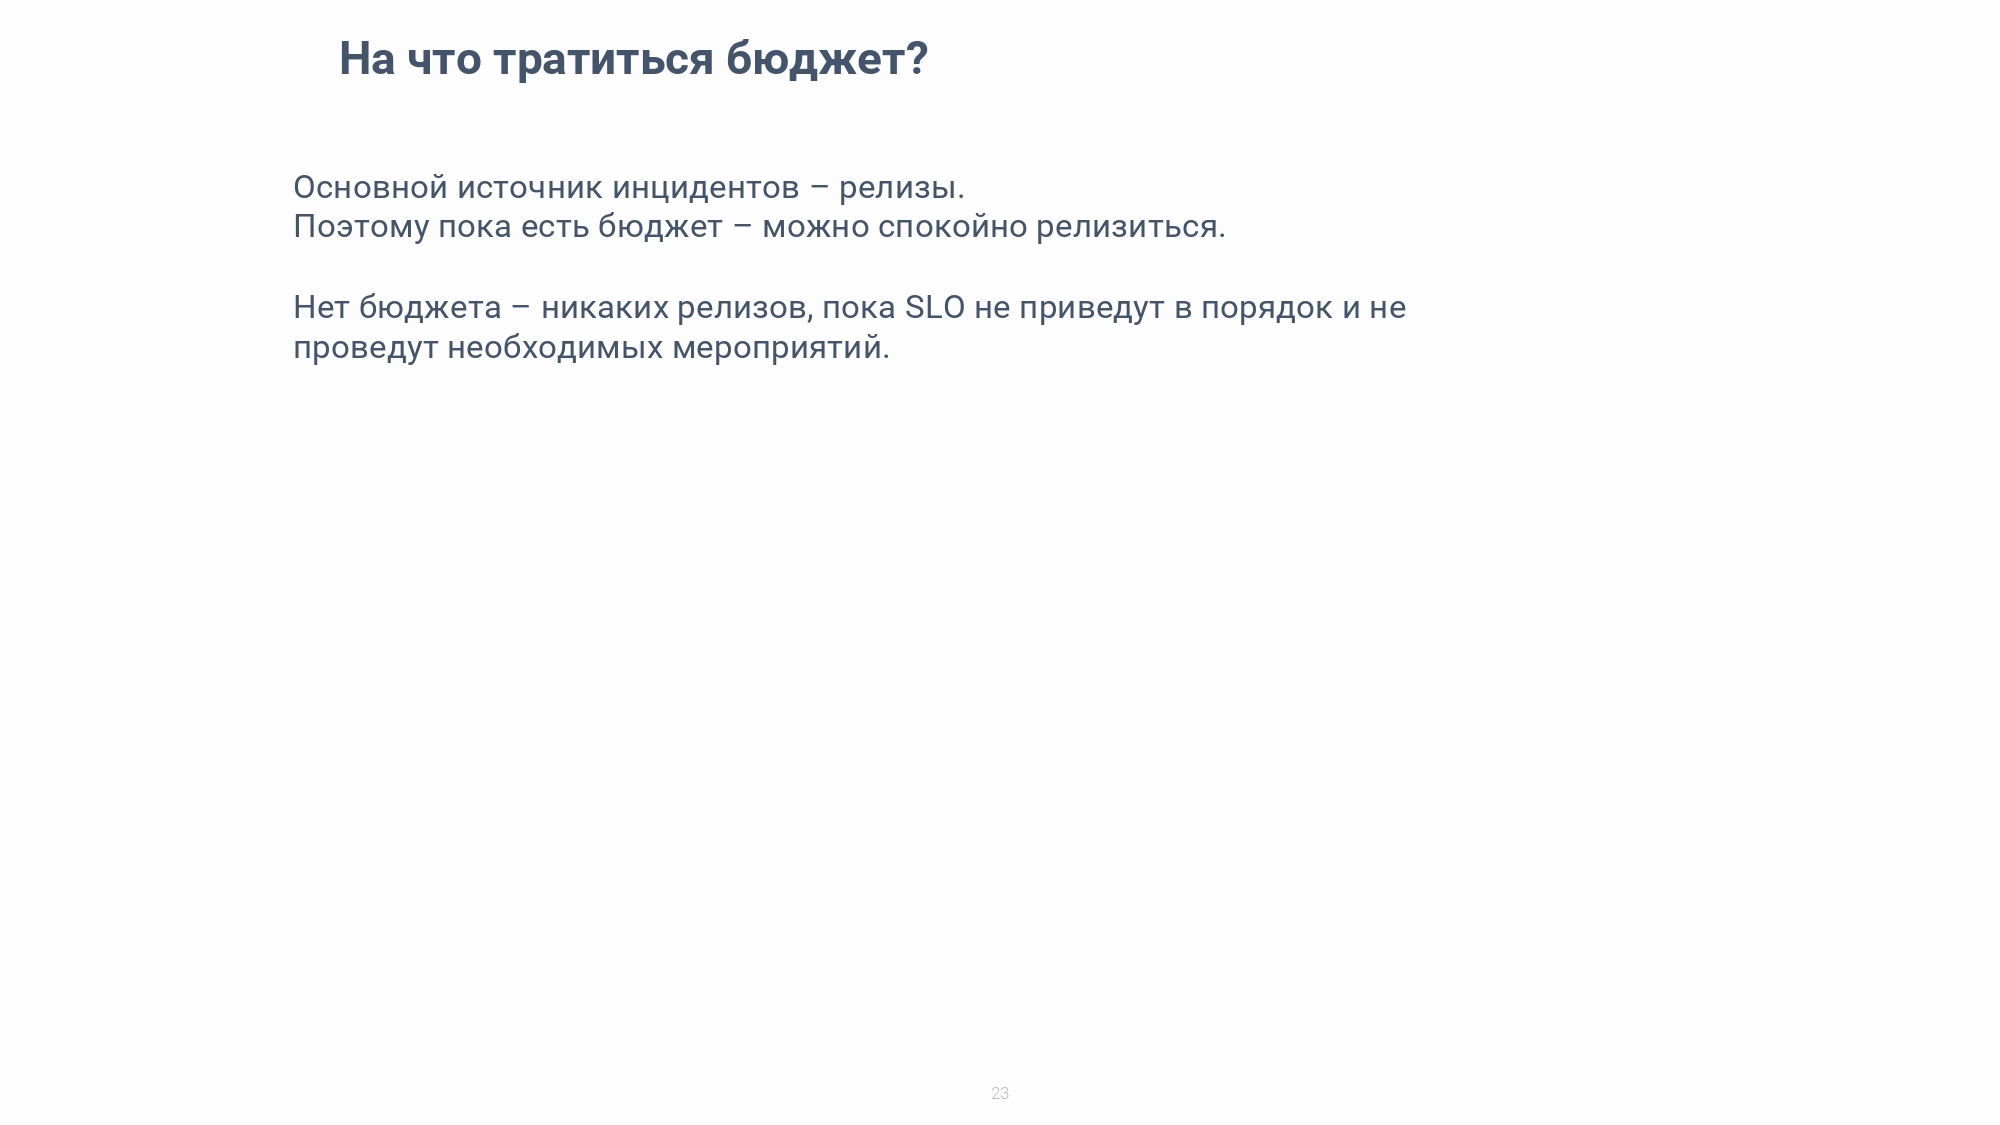 На что тратиться бюджет?
Основной источник инцидентов – релизы.
Поэтому пока есть бюджет – можно спокойно релизиться.
Нет бюджета – никаких релизов, пока SLO не приведут в порядок и не
проведут необходимых мероприятий.
23